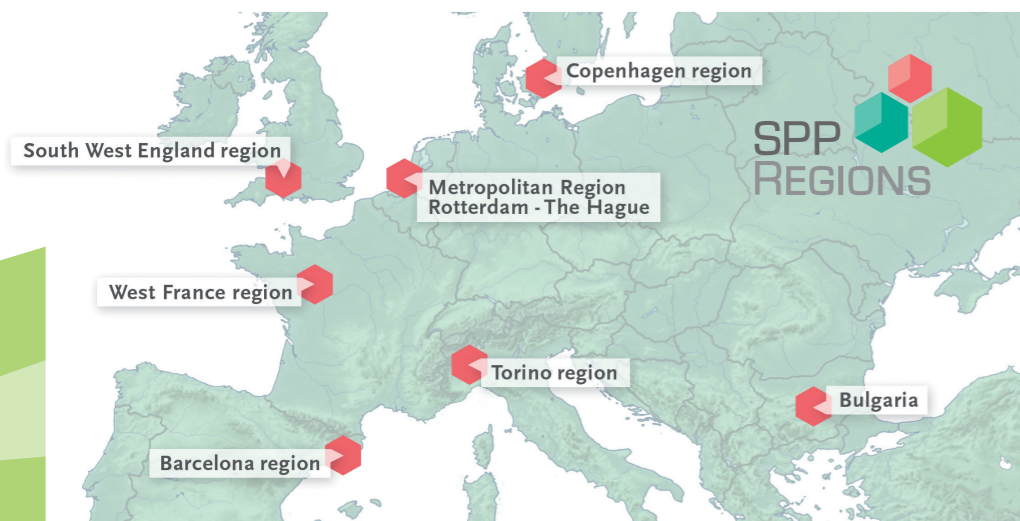 Copenhagen region
SPP
REGIONS
South West England region
Metropolitan Region
Rotterdam - The Hague
West France region
Torino region
Bulgaria
Barcelona region